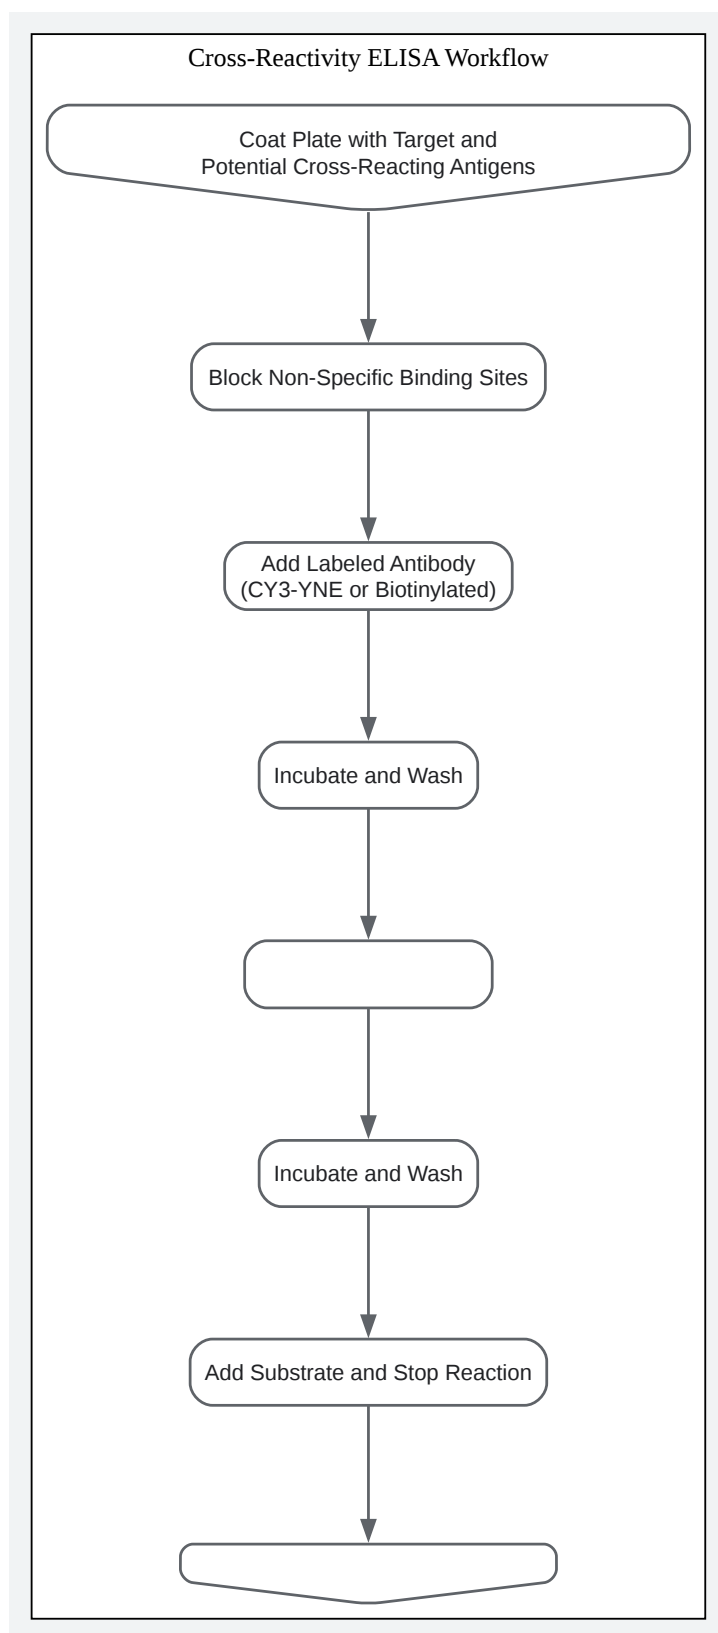 Cross-Reactivity ELISA Workflow
Coat Plate with Target and
Potential Cross-Reacting Antigens
Block Non-Specific Binding Sites
Add Labeled Antibody
(CY3-YNE or Biotinylated)
Incubate and Wash
Incubate and Wash
Add Substrate and Stop Reaction